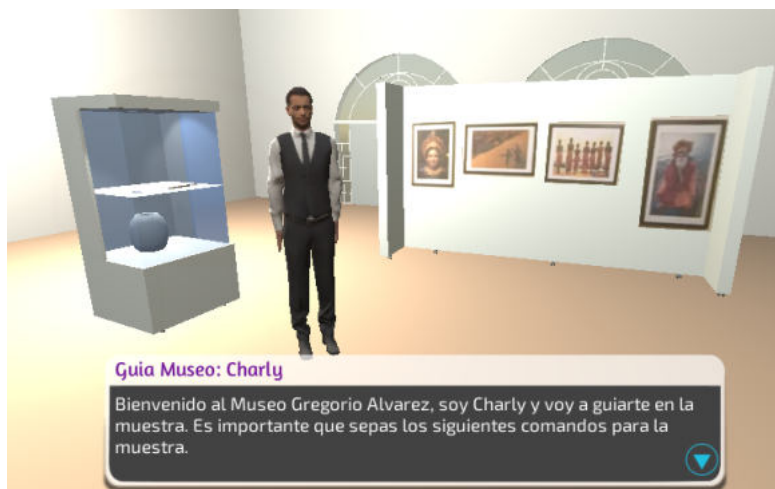 Guia Museo: Charly
Bienvenido al Museo Gregorio Alvarez, soy Charly y voy a guiarte en la
muestra. Es importante que sepas los siguientes comandos para la
muestra.